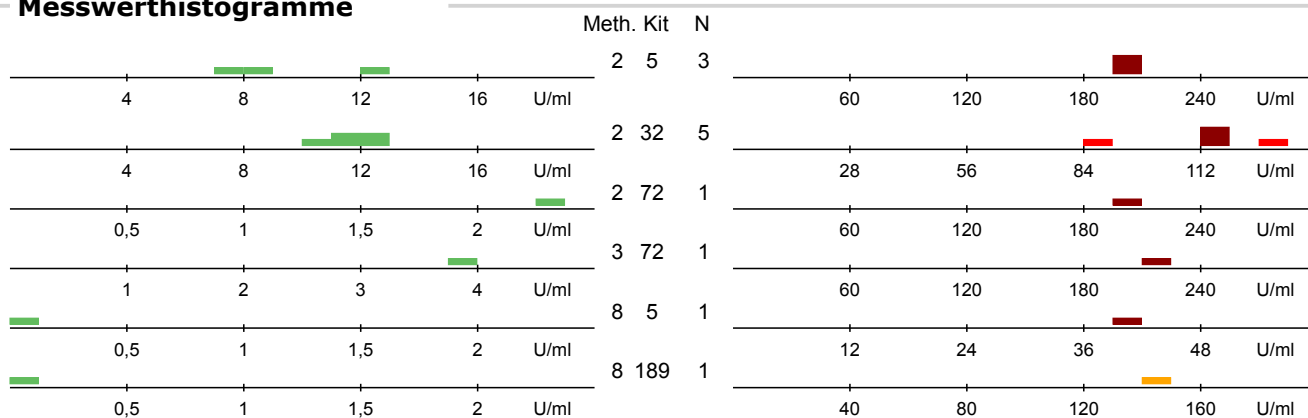 Messwerthistogramme
Meth. Kit N
2 5 3
4 8 12 16 U/ml 60 120 180 240 U/ml
2 32 5
4 8 12 16 U/ml 28 56 84 112 U/ml
2 72 1
0,5 1 1,5 2 U/ml 60 120 180 240 U/ml
3 72 1
1 2 3 4 U/ml 60 120 180 240 U/ml
8 5 1
0,5 1 1,5 2 U/ml 12 24 36 48 U/ml
8 189 1
0,5 1 1,5 2 U/ml 40 80 120 160 U/ml